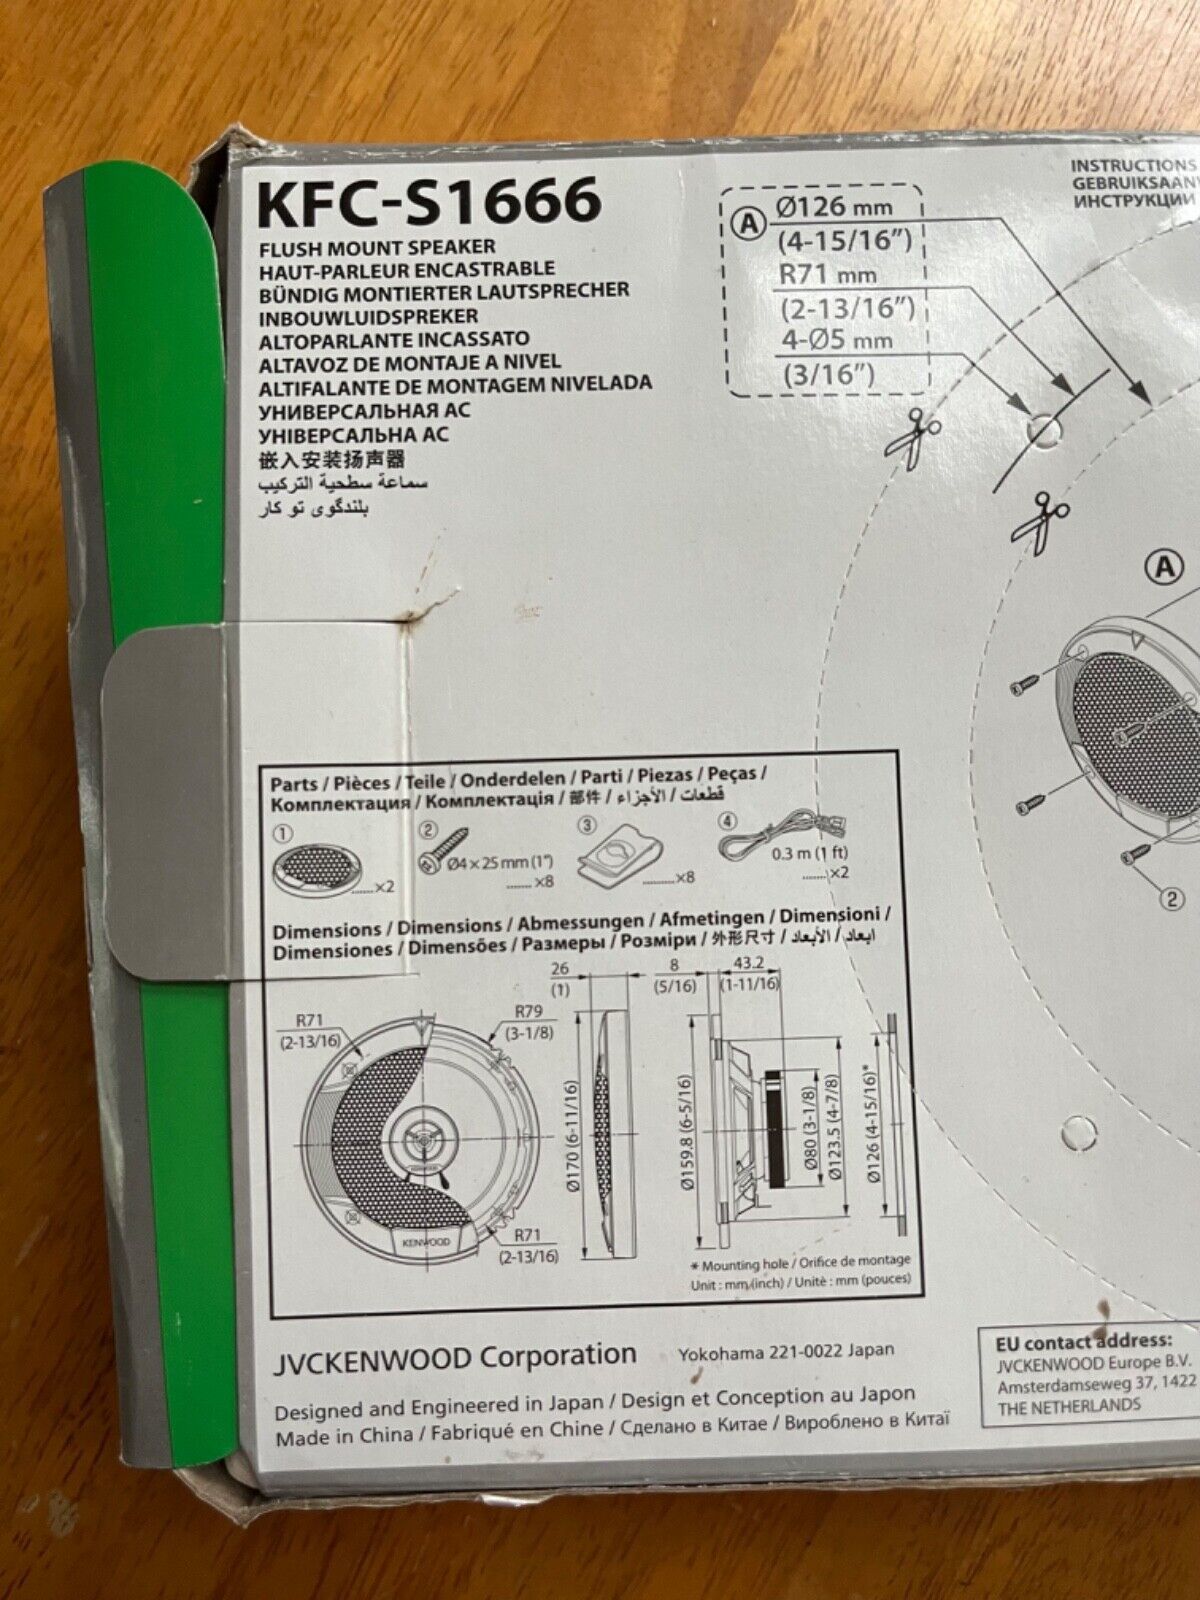 KFC-S1666
FLUSH MOUNT SPEAKER
HAUT-PARLEUR ENCASTRABLE
BÜNDIG MONTIERTER LAUTSPRECHER
INBOUWLUIDSPREKER
ALTOPARLANTE INCASSATO
ALTAVOZ DE MONTAJE A NIVEL
ALTIFALANTE DE MONTAGEM NIVELADA
УНИВЕРСАЛЬНАЯ АС
УНІВЕРСАЛЬНА АС
嵌入安装扬声器
سماعة سطحية التركيب
بلندگوی تو کار
A
Ø126 mm
(4-15/16")
R71 mm
(2-13/16")
4-Ø5 mm
(3/16")
INSTRUCTIONS
ИНСТРУКЦИИ
A
2
Parts / Pièces / Teile / Onderdelen / Parti / Piezas / Peças /
Комплектация / Комплектація / 部件 / الأجزاء / قطعات
1
......×2
2
Ø4 × 25 mm (1")
......×8
3
........×8
4
0.3 m (1 ft)
......×2
Dimensions / Dimensions / Abmessungen / Afmetingen / Dimensioni /
Dimensiones / Dimensões / Размеры / Розміри / 外形尺寸 / الأبعاد / ابعاد
R71
(2-13/16)
R79
(3-1/8)
R71
(2-13/16)
KENWOOD
26
(1)
Ø170 (6-11/16)
8
(5/16)
43.2
(1-11/16)
Ø159.8 (6-5/16)
Ø80 (3-1/8)
Ø123.5 (4-7/8)
Ø126 (4-15/16)*
* Mounting hole / Orifice de montage
Unit : mm (inch) / Unité : mm (pouces)
JVCKENWOOD Corporation Yokohama 221-0022 Japan
Designed and Engineered in Japan / Design et Conception au Japon
Made in China / Fabriqué en Chine / Сделано в Китае / Вироблено в Китаї
EU contact address:
JVCKENWOOD Europe B.V.
Amsterdamseweg 37, 1422
THE NETHERLANDS